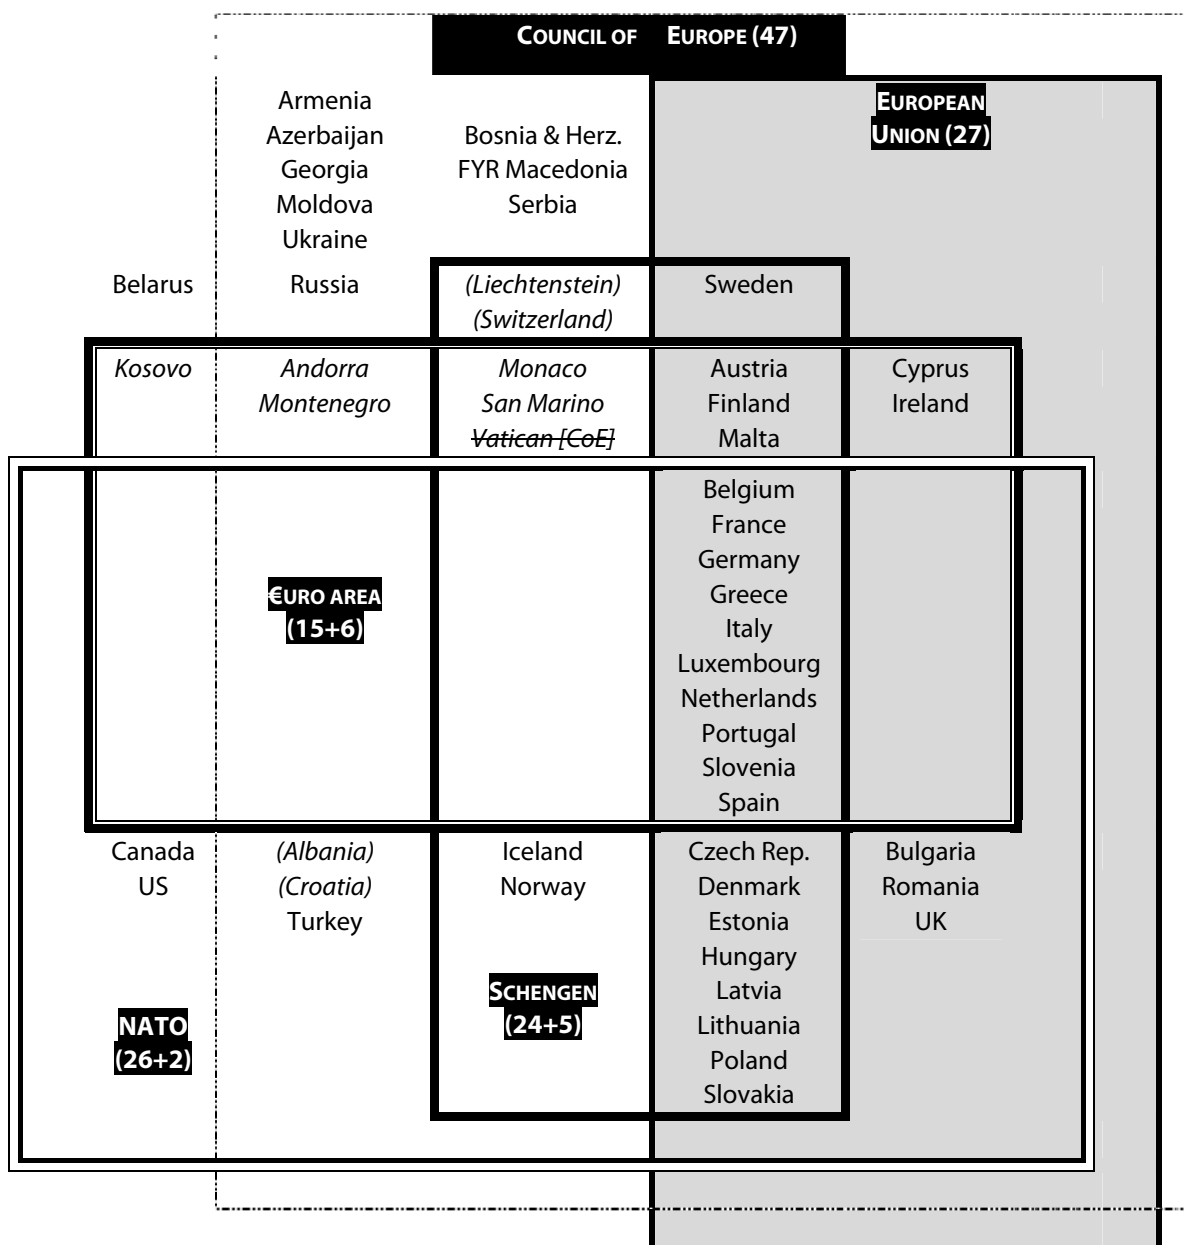 COUNCIL OF EUROPE (47)
EUROPEAN
UNION (27)
Armenia
Azerbaijan
Georgia
Moldova
Ukraine
Bosnia & Herz.
FYR Macedonia
Serbia
Belarus
Russia
(Liechtenstein)
(Switzerland)
Sweden
Kosovo
Andorra
Montenegro
Monaco
San Marino
Vatican [CoE]
Austria
Finland
Malta
Cyprus
Ireland
€URO AREA
(15+6)
Belgium
France
Germany
Greece
Italy
Luxembourg
Netherlands
Portugal
Slovenia
Spain
Canada
US
(Albania)
(Croatia)
Turkey
Iceland
Norway
Czech Rep.
Denmark
Estonia
Hungary
Latvia
Lithuania
Poland
Slovakia
Bulgaria
Romania
UK
NATO
(26+2)
SCHENGEN
(24+5)